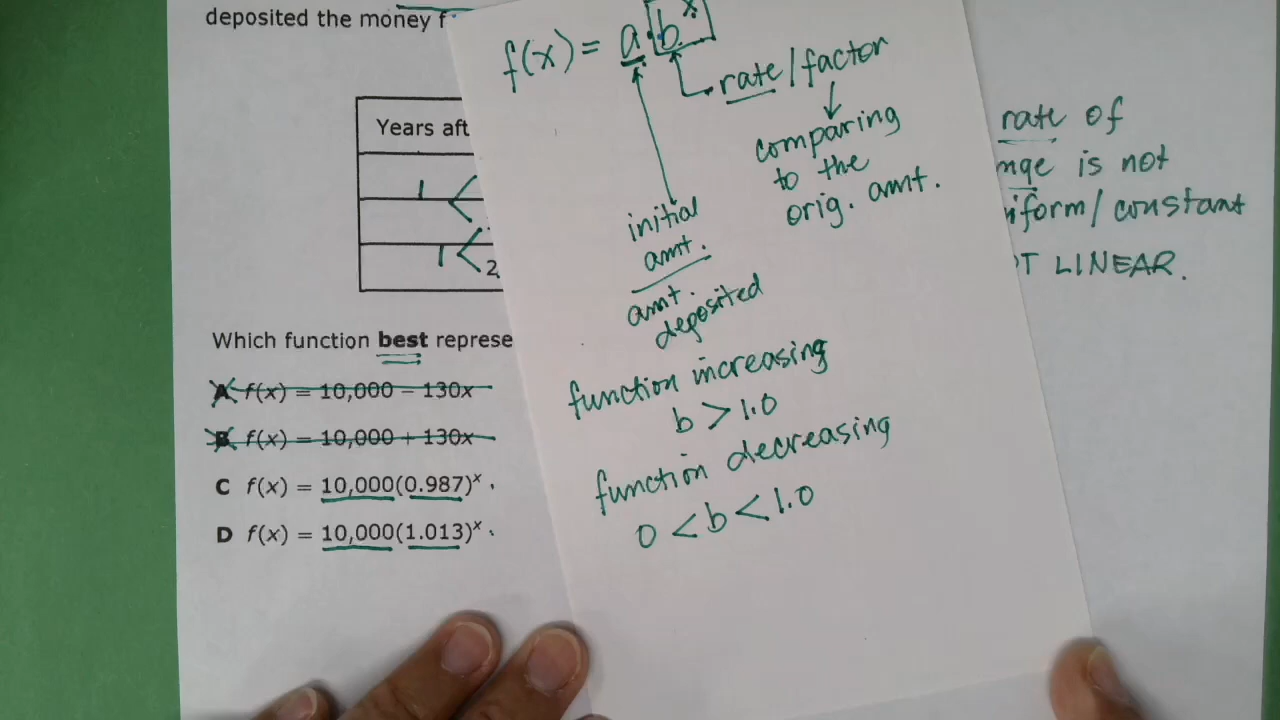 deposited the money
f(x) = a·b^x
rate/factor
comparing
to the
orig. amt.
initial
amt.
amt.
deposited
Years aft
1
1
2,
rate of
nge is not
iform/constant
T LINEAR.
Which function best represe
function increasing
b > 1.0
function decreasing
0 < b < 1.0
A f(x) = 10,000 − 130x
B f(x) = 10,000 + 130x
C f(x) = 10,000(0.987)^x
D f(x) = 10,000(1.013)^x